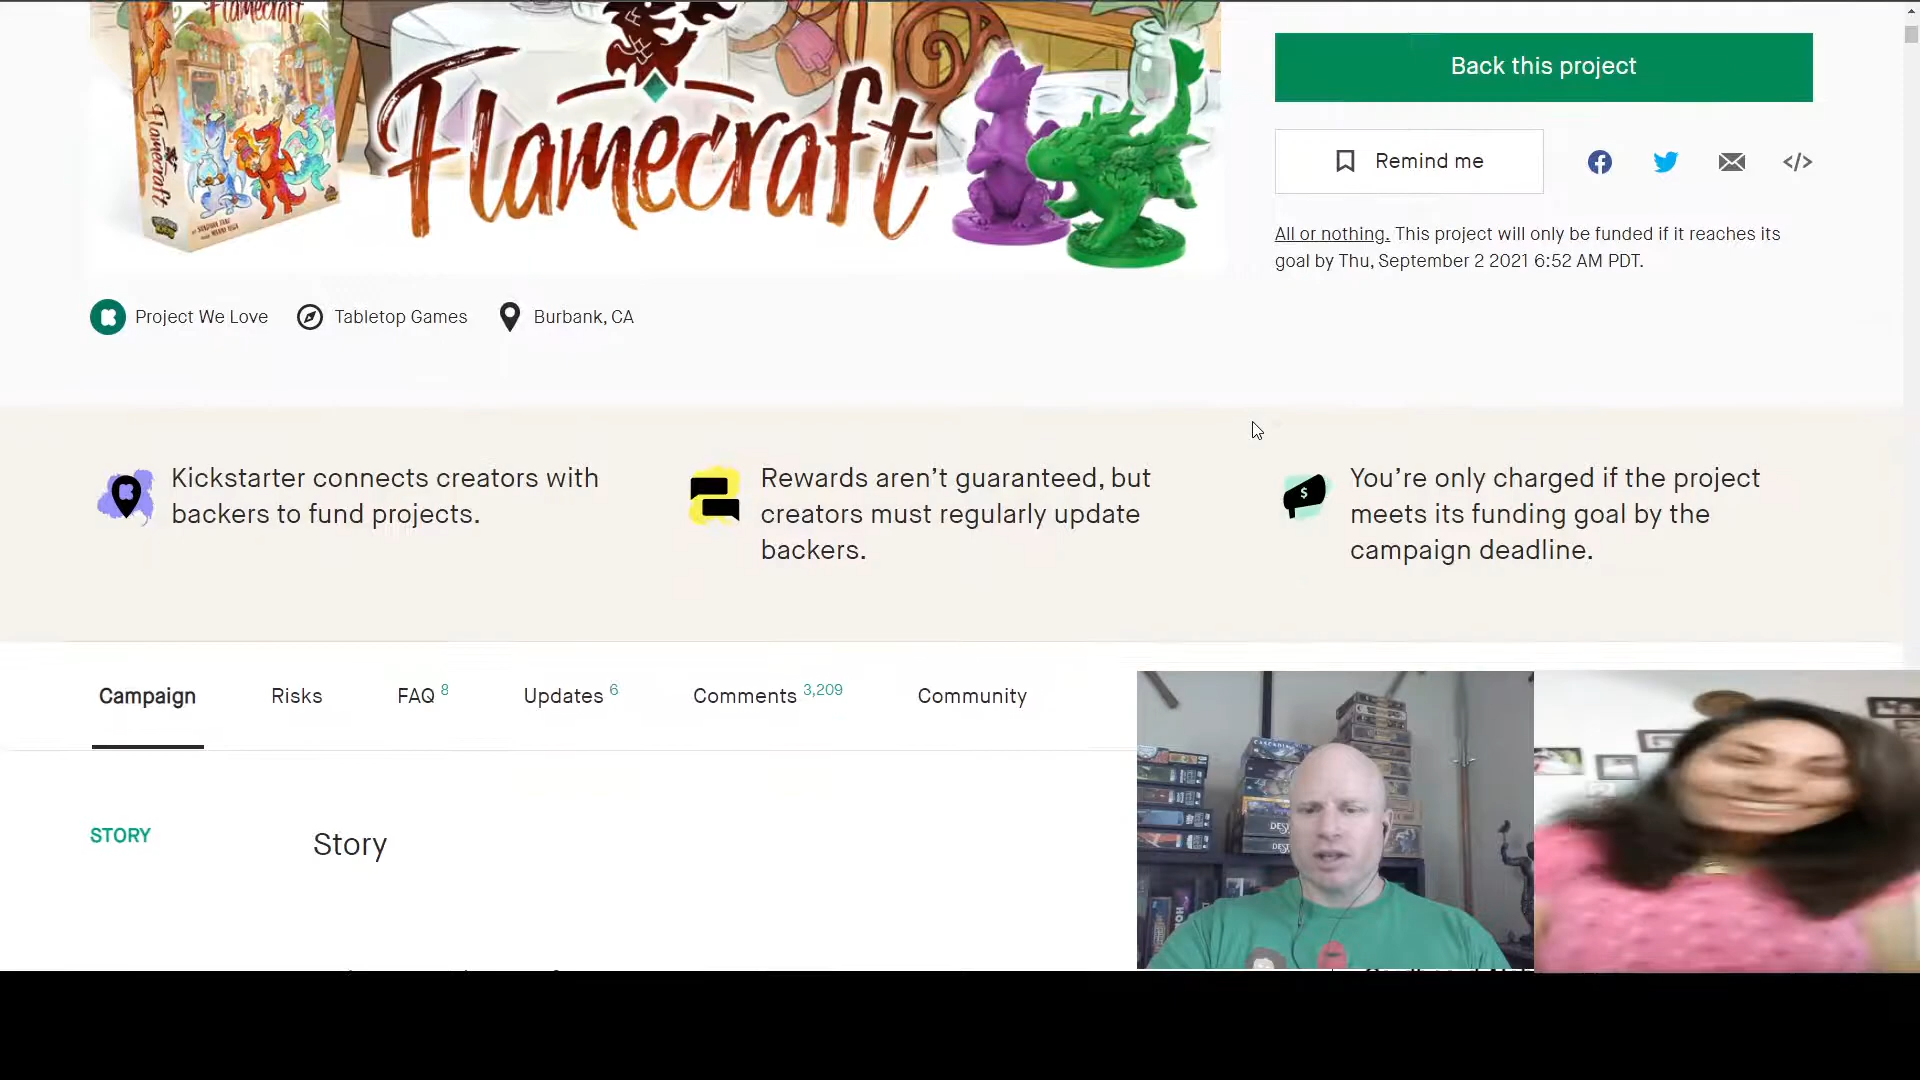 Flamecraft
Flamecraft
Flamecraft
Back this project
Remind me
All or nothing. This project will only be funded if it reaches its
goal by Thu, September 2 2021 6:52 AM PDT.
Project We Love
Tabletop Games
Burbank, CA
Kickstarter connects creators with
backers to fund projects.
Rewards aren’t guaranteed, but
creators must regularly update
backers.
You’re only charged if the project
meets its funding goal by the
campaign deadline.
Campaign
Risks
FAQ 8
Updates 6
Comments 3,209
Community
STORY
Story